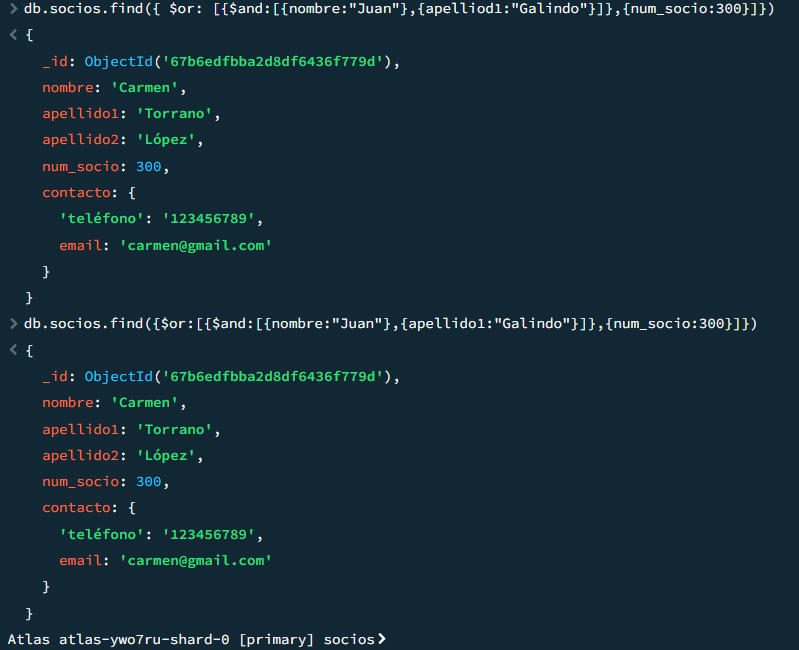 > db.socios.find({ $or: [{$and:[{nombre:"Juan"},{apelliod1:"Galindo"}]},{num_socio:300}]})
< {
_id: ObjectId('67b6edfbba2d8df6436f779d'),
nombre: 'Carmen',
apellido1: 'Torrano',
apellido2: 'López',
num_socio: 300,
contacto: {
'teléfono': '123456789',
email: 'carmen@gmail.com'
}
}
> db.socios.find({$or:[{$and:[{nombre:"Juan"},{apellido1:"Galindo"}]},{num_socio:300}]})
< {
_id: ObjectId('67b6edfbba2d8df6436f779d'),
nombre: 'Carmen',
apellido1: 'Torrano',
apellido2: 'López',
num_socio: 300,
contacto: {
'teléfono': '123456789',
email: 'carmen@gmail.com'
}
}
Atlas atlas-ywo7ru-shard-0 [primary] socios>